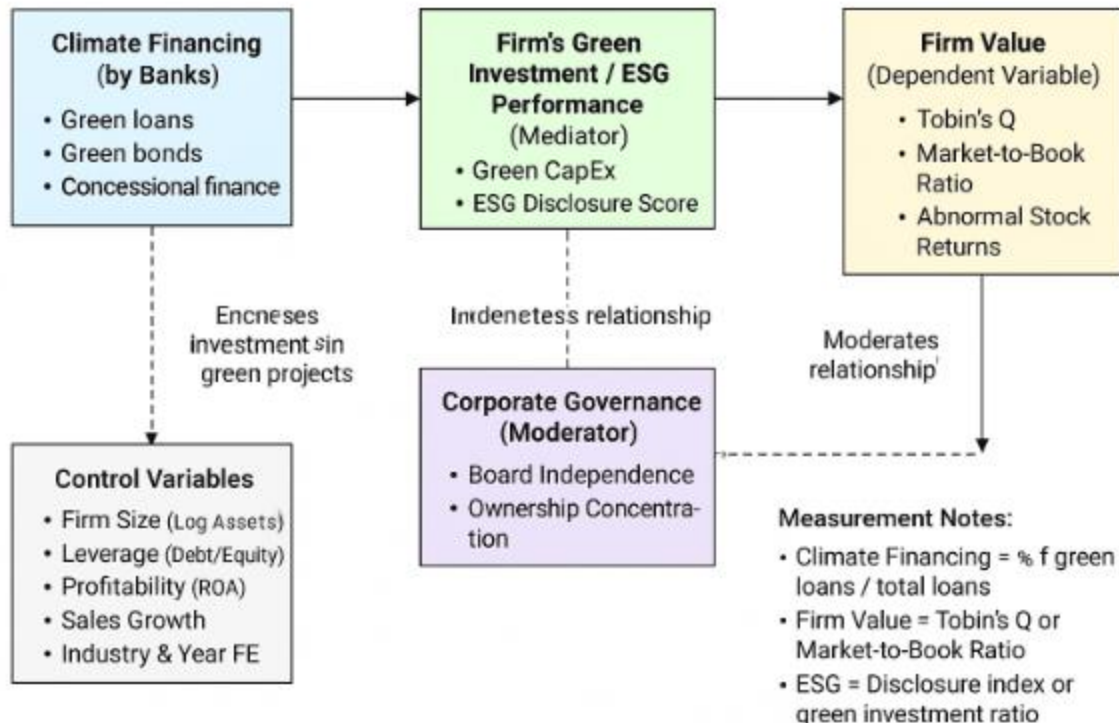 Climate Financing
(by Banks)
• Green loans
• Green bonds
• Concessional finance
Firm's Green
Investment / ESG
Performance
(Mediator)
• Green CapEx
• ESG Disclosure Score
Firm Value
(Dependent Variable)
• Tobin's Q
• Market-to-Book
Ratio
• Abnormal Stock
Returns
Encneses
investment sin
green projects
relationship
Moderates
relationship
Control Variables
• Firm Size (Log Assets)
• Leverage (Debt/Equity)
• Profitability (ROA)
• Sales Growth
• Industry & Year FE
Corporate Governance
(Moderator)
• Board Independence
• Ownership Concentra-
tion
Measurement Notes:
• Climate Financing = % f green
loans / total loans
• Firm Value = Tobin's Q or
Market-to-Book Ratio
• ESG = Disclosure index or
green investment ratio